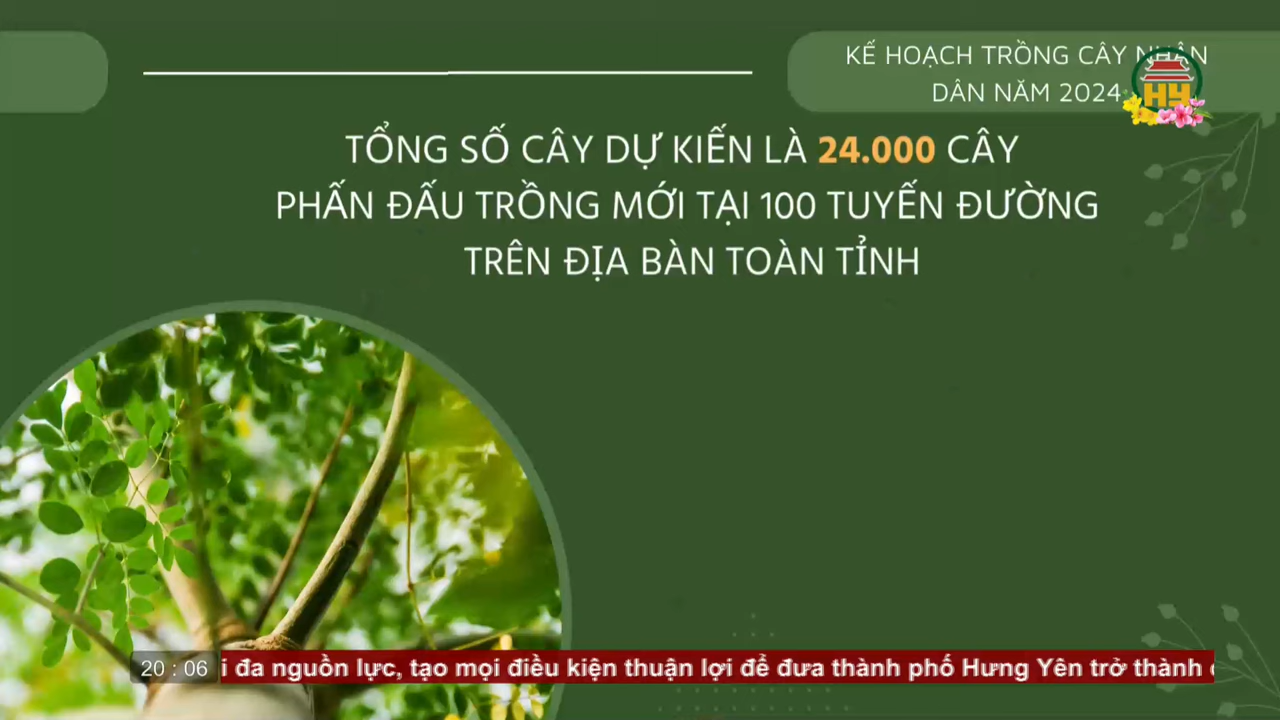 KẾ HOẠCH TRỒNG CÂY NHÂN
DÂN NĂM 2024
HY
TỔNG SỐ CÂY DỰ KIẾN LÀ 24.000 CÂY
PHẤN ĐẤU TRỒNG MỚI TẠI 100 TUYẾN ĐƯỜNG
TRÊN ĐỊA BÀN TOÀN TỈNH
20 : 06 i đa nguồn lực, tạo mọi điều kiện thuận lợi để đưa thành phố Hưng Yên trở thành